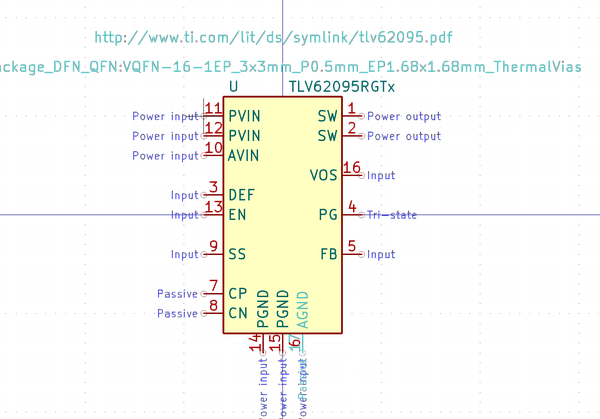 http://www.ti.com/lit/ds/symlink/tlv62095.pdf
ackage_DFN_QFN:VQFN-16-1EP_3x3mm_P0.5mm_EP1.68x1.68mm_ThermalVias
U TLV62095RGTx
Power input 11 PVIN SW 1 Power output
Power input 12 PVIN SW 2 Power output
Power input 10 AVIN
VOS 16 Input
Input 3 DEF
Input 13 EN PG 4 Tri-state
Input 9 SS FB 5 Input
Passive 7 CP
Passive 8 CN
PGND PGND AGND
14 15 6
ower input ower input ower input